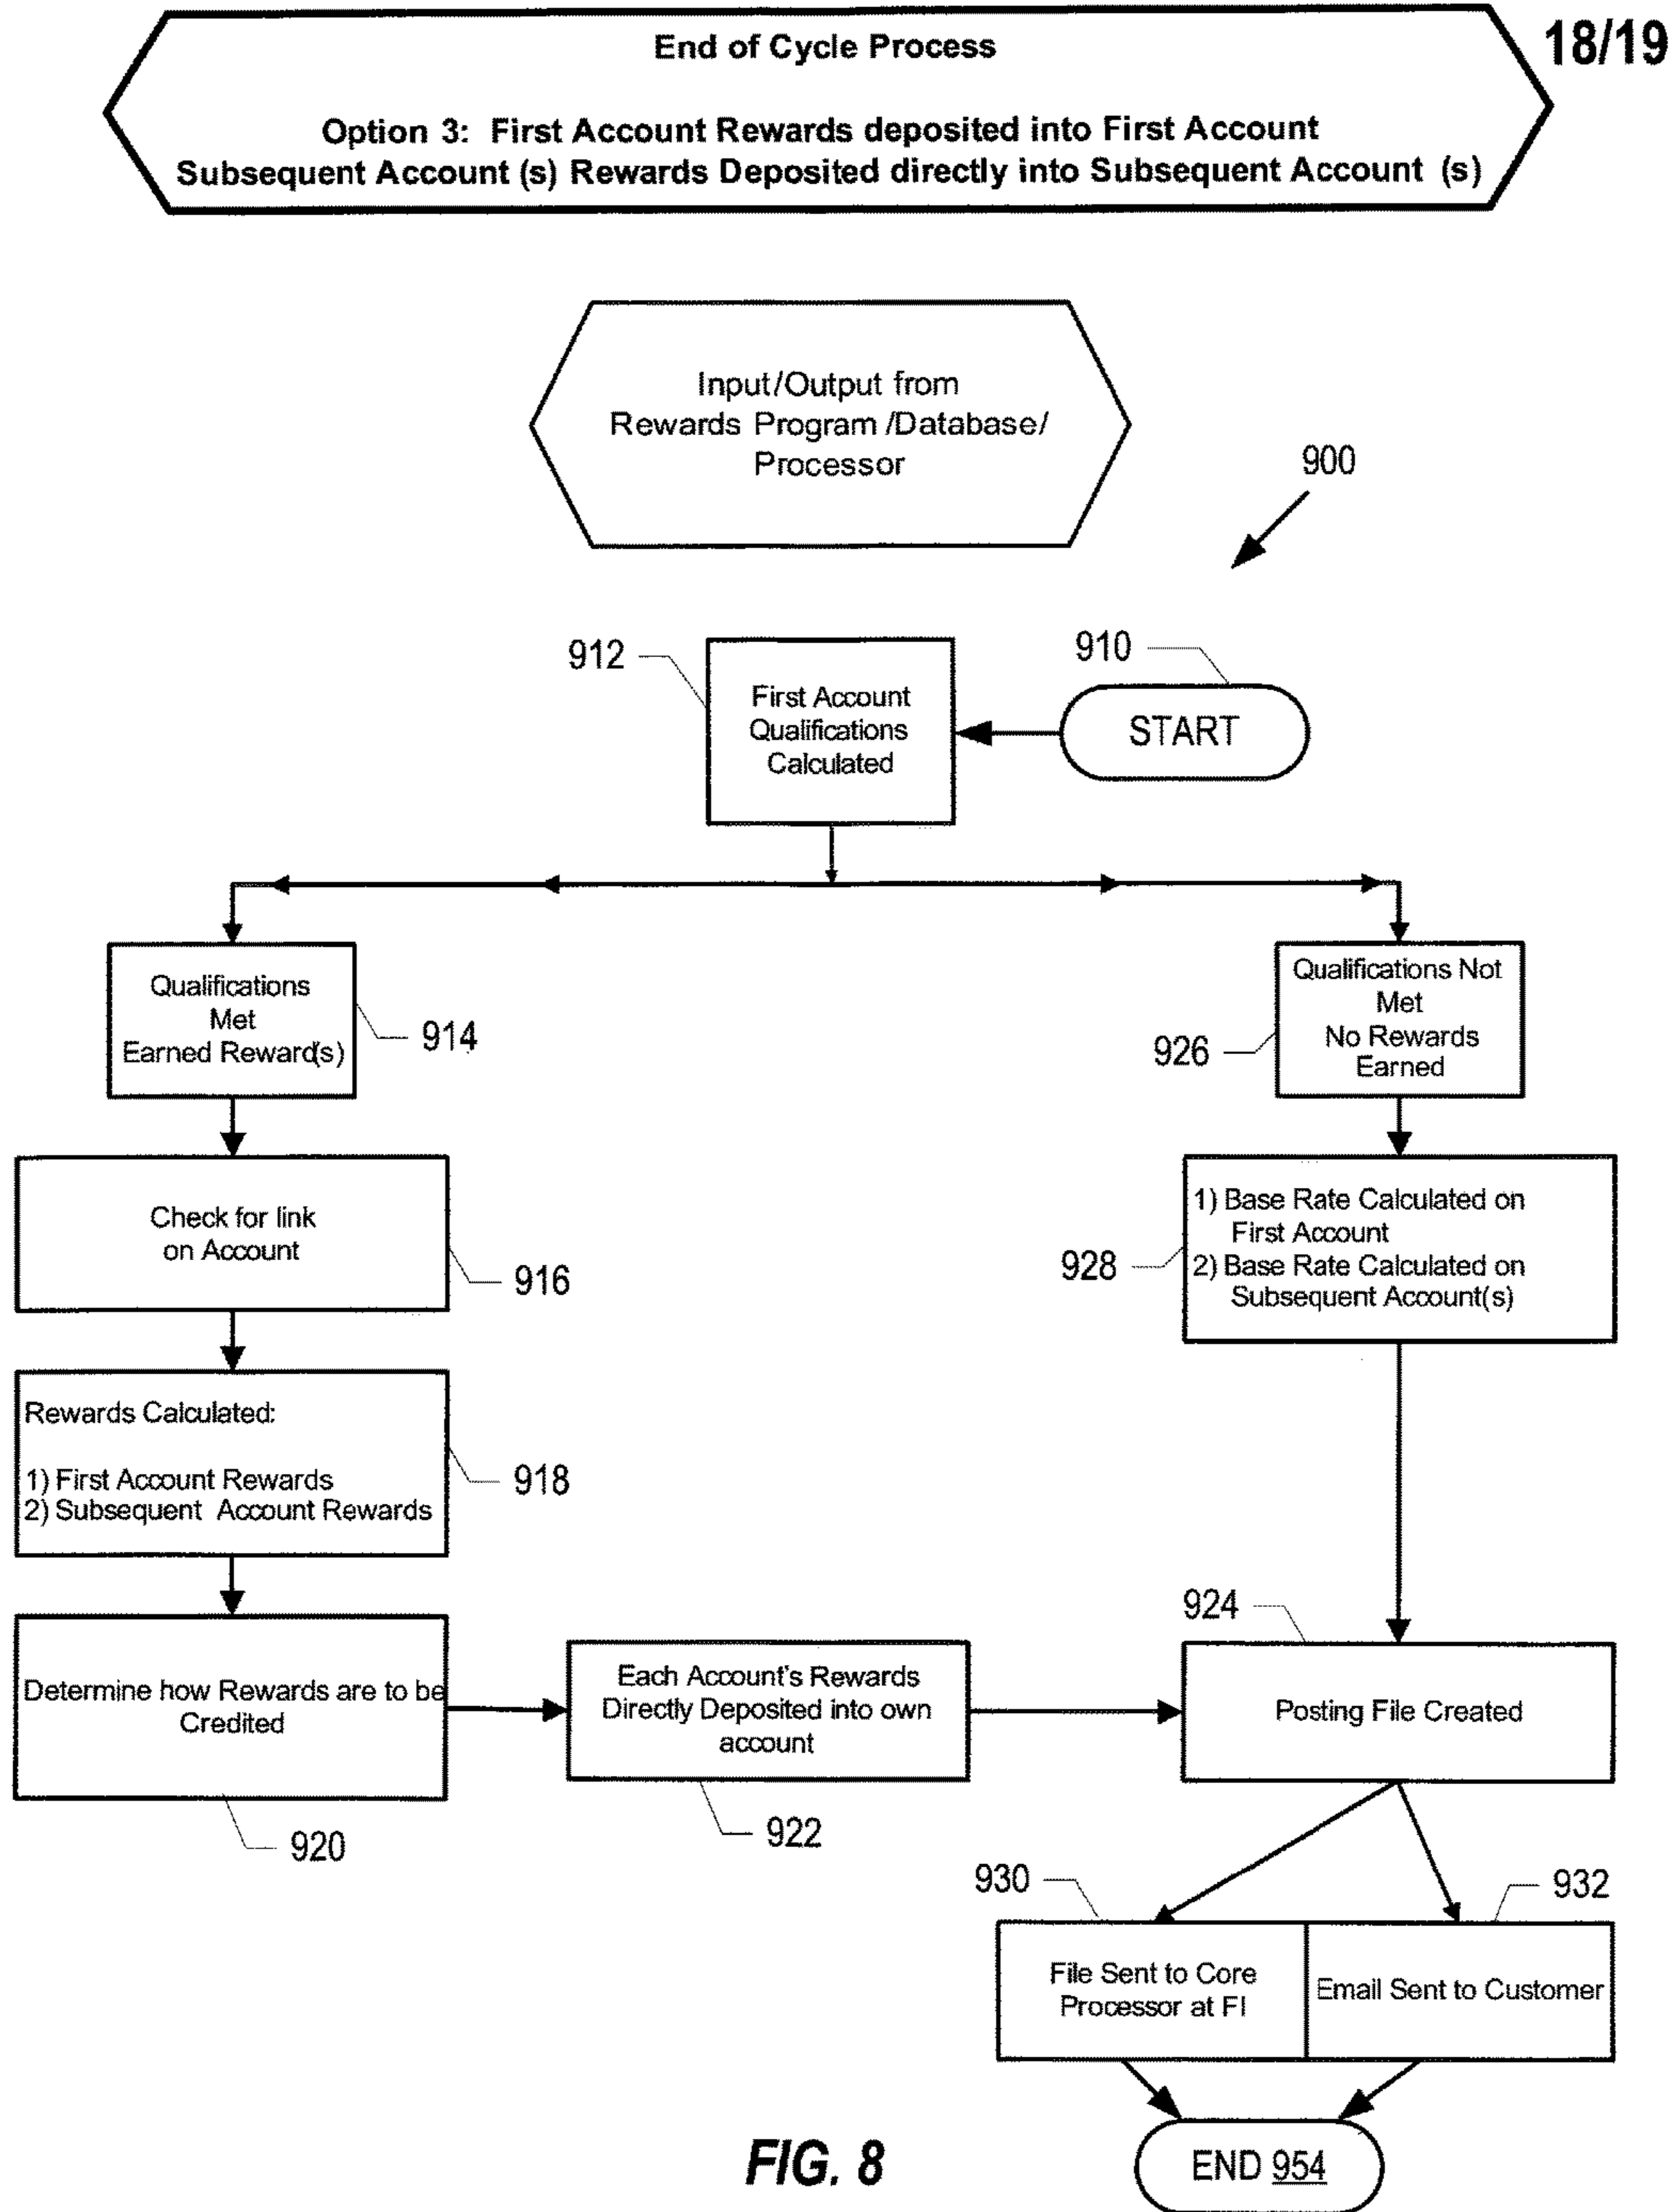 18/19
End of Cycle Process
Option 3: First Account Rewards deposited into First Account
Subsequent Account (s) Rewards Deposited directly into Subsequent Account (s)
Input/Output from
Rewards Program /Database/
Processor
900
912
First Account
Qualifications
Calculated
910
START
Qualifications
Met
Earned Reward(s)
914
Qualifications Not
Met
No Rewards
Earned
926
Check for link
on Account
916
1) Base Rate Calculated on
First Account
2) Base Rate Calculated on
Subsequent Account(s)
928
Rewards Calculated:
1) First Account Rewards
2) Subsequent Account Rewards
918
Determine how Rewards are to be
Credited
920
Each Account's Rewards
Directly Deposited into own
account
922
924
Posting File Created
930
File Sent to Core
Processor at FI
932
Email Sent to Customer
END 954
FIG. 8